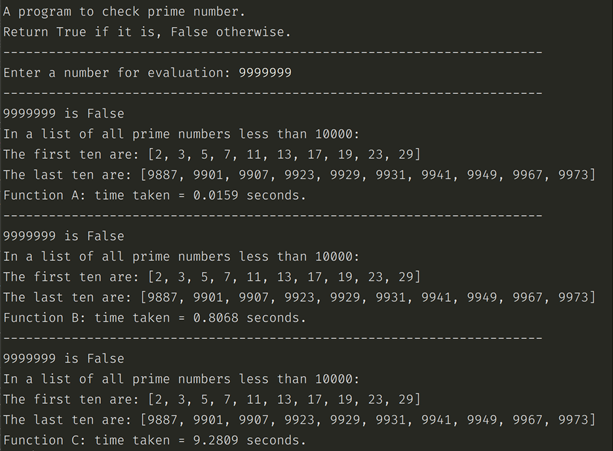 A program to check prime number.
Return True if it is, False otherwise.
------------------------------------------------------------------------
Enter a number for evaluation: 9999999
------------------------------------------------------------------------
9999999 is False
In a list of all prime numbers less than 10000:
The first ten are: [2, 3, 5, 7, 11, 13, 17, 19, 23, 29]
The last ten are: [9887, 9901, 9907, 9923, 9929, 9931, 9941, 9949, 9967, 9973]
Function A: time taken = 0.0159 seconds.
------------------------------------------------------------------------
9999999 is False
In a list of all prime numbers less than 10000:
The first ten are: [2, 3, 5, 7, 11, 13, 17, 19, 23, 29]
The last ten are: [9887, 9901, 9907, 9923, 9929, 9931, 9941, 9949, 9967, 9973]
Function B: time taken = 0.8068 seconds.
------------------------------------------------------------------------
9999999 is False
In a list of all prime numbers less than 10000:
The first ten are: [2, 3, 5, 7, 11, 13, 17, 19, 23, 29]
The last ten are: [9887, 9901, 9907, 9923, 9929, 9931, 9941, 9949, 9967, 9973]
Function C: time taken = 9.2809 seconds.